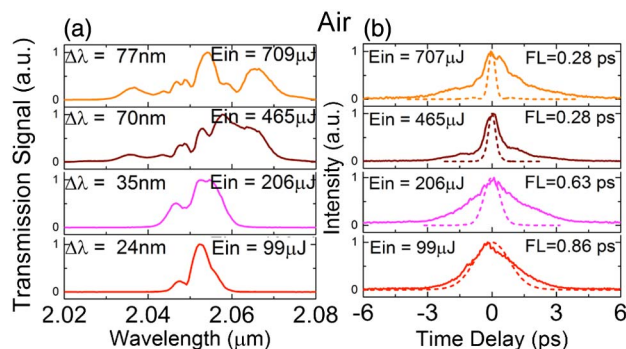 (a) Air (b)
Δλ = 77nm Ein = 709μJ
Δλ = 70nm Ein = 465μJ
Δλ = 35nm Ein = 206μJ
Δλ = 24nm Ein = 99μJ
1
0
1
0
1
0
1
0
Transmission Signal (a.u.)
2.02 2.04 2.06 2.08
Wavelength (μm)
Ein = 707μJ FL=0.28 ps
465μJ FL=0.28 ps
Ein = 206μJ FL=0.63 ps
Ein = 99μJ FL=0.86 ps
1
0
1
0
1
0
1
0
Intensity (a.u.)
-6 -3 0 3 6
Time Delay (ps)